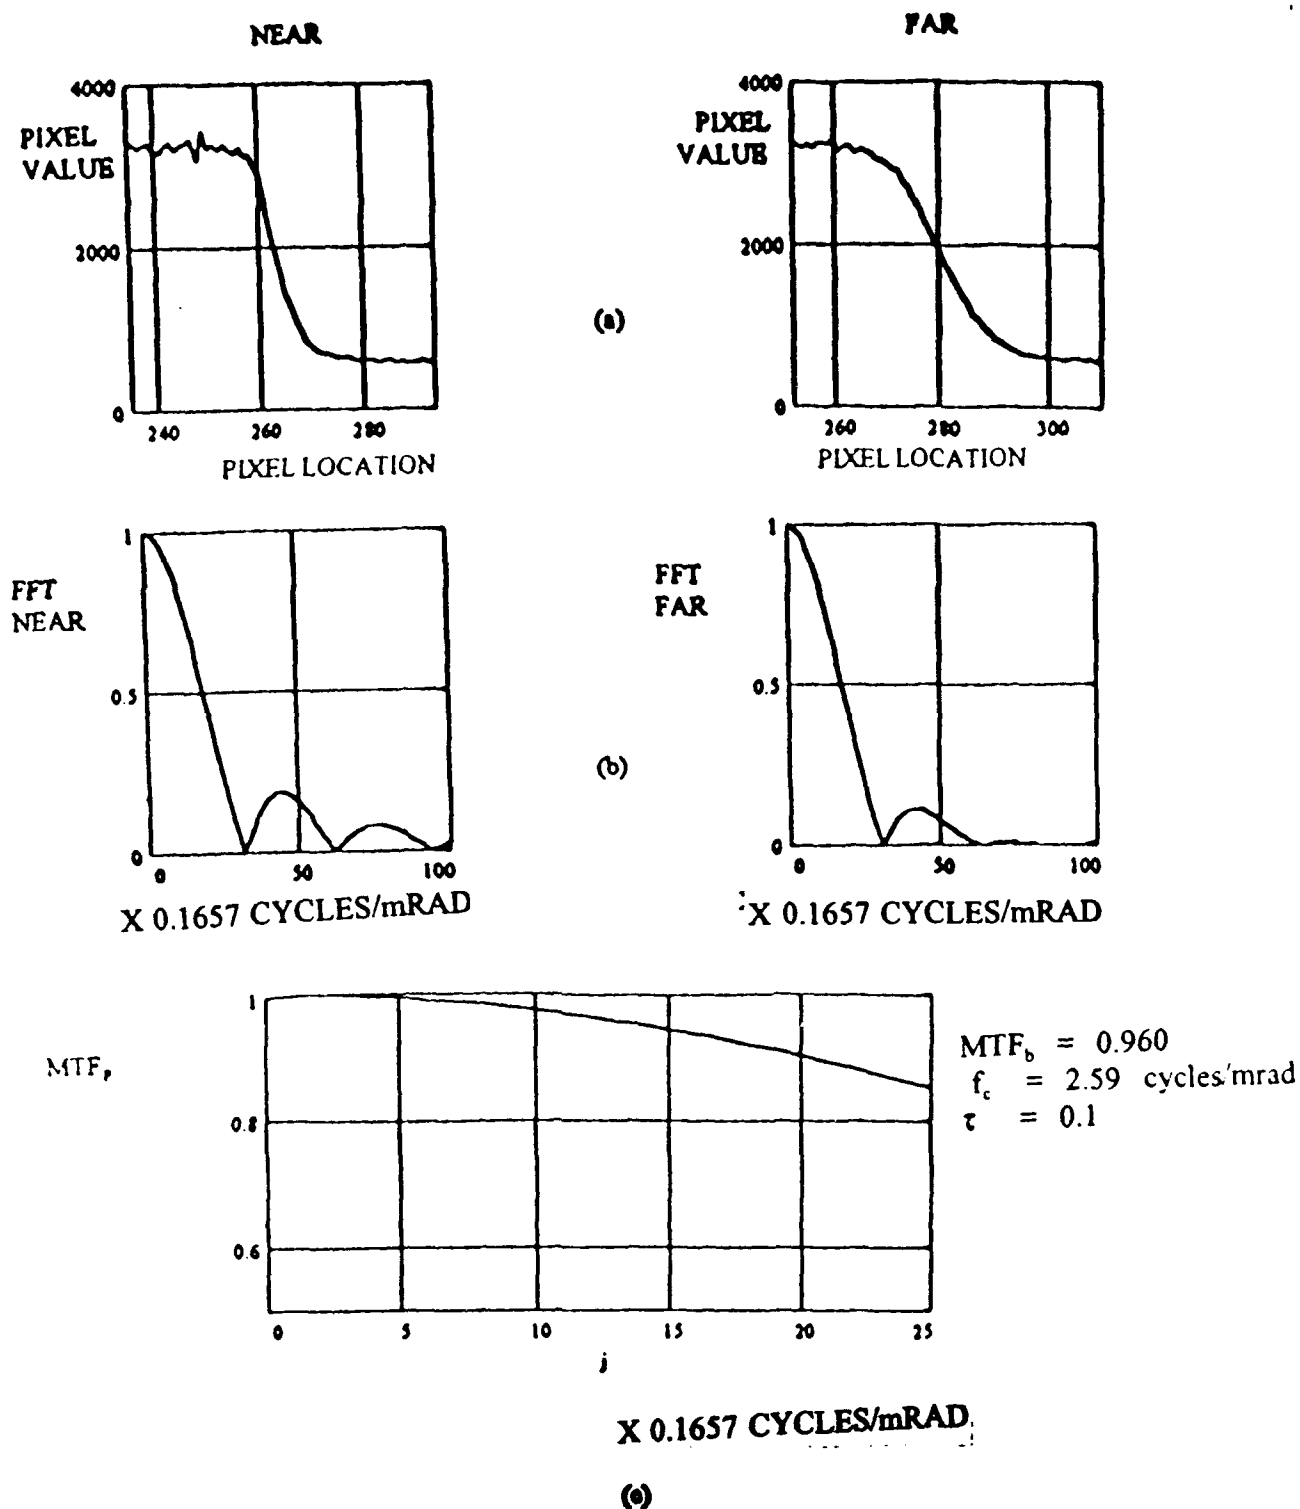 NEAR
FAR
4000
PIXEL
VALUE
2000
0
240 260 280
PIXEL LOCATION
4000
PIXEL
VALUE
2000
0
260 280 300
PIXEL LOCATION
(a)
1
FFT
NEAR
0.5
0
0 50 100
X 0.1657 CYCLES/mRAD
1
FFT
FAR
0.5
0
0 50 100
X 0.1657 CYCLES/mRAD
(b)
1
MTFₚ
0.8
0.6
0 5 10 15 20 25
j
MTF_b = 0.960
f_c = 2.59 cycles/mrad
τ = 0.1
X 0.1657 CYCLES/mRAD
(c)